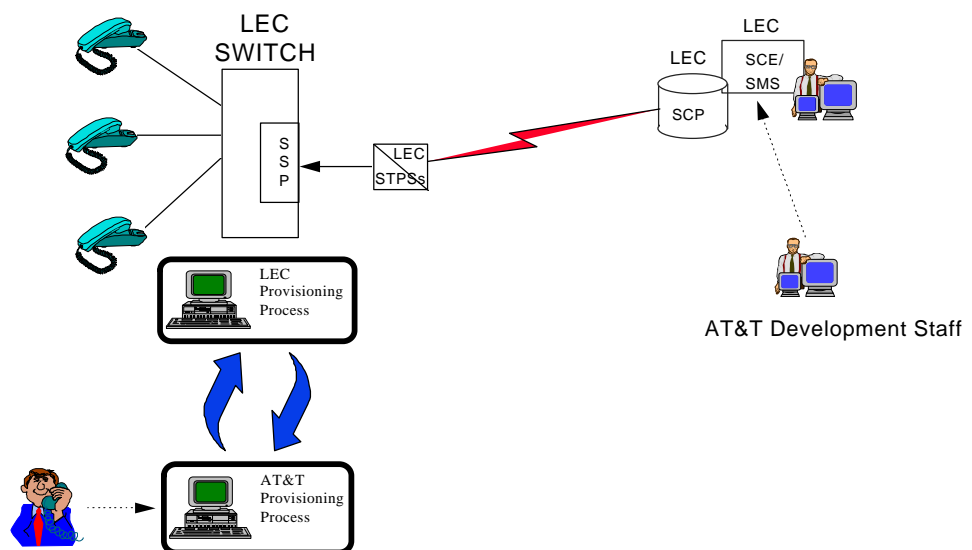 LEC
SWITCH
S
S
P
LEC
STPSs
LEC
SCP
LEC
SCE/
SMS
AT&T Development Staff
LEC
Provisioning
Process
AT&T
Provisioning
Process